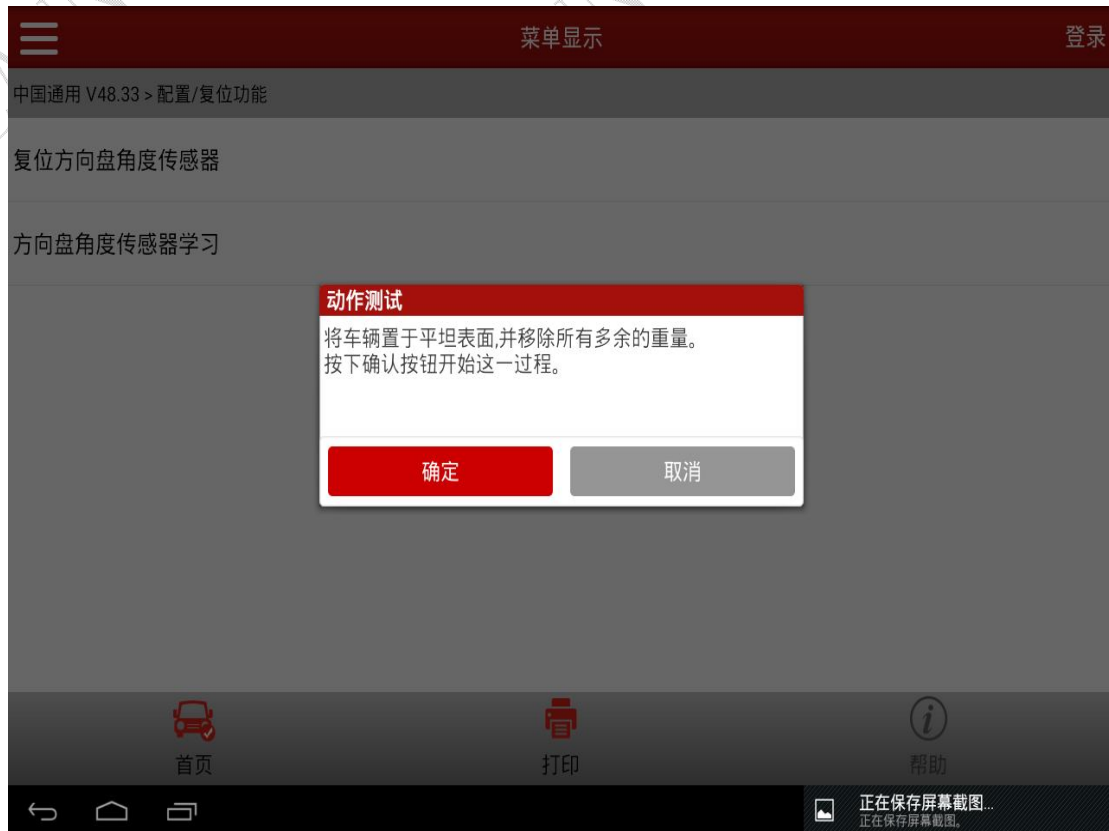 菜单显示
登录
中国通用 V48.33 > 配置/复位功能
复位方向盘角度传感器
方向盘角度传感器学习
动作测试
将车辆置于平坦表面,并移除所有多余的重量。
按下确认按钮开始这一过程。
确定
取消
首页
打印
帮助
正在保存屏幕截图...
正在保存屏幕截图。